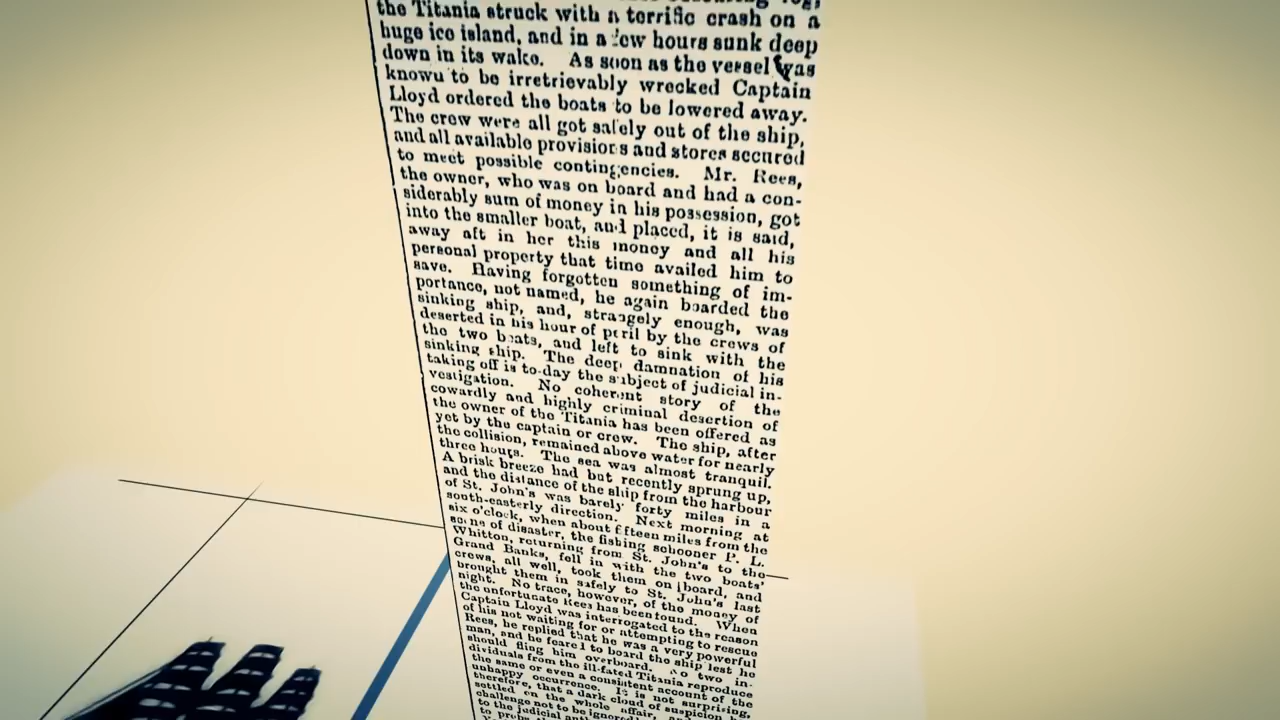 the Titania struck with a terrific crash on a
huge ice island, and in a few hours sunk deep
down in its wake. As soon as the vessel was
knowu to be irretrievably wrecked Captain
Lloyd ordered the boats to be lowered away.
The crew were all got safely out of the ship,
and all available provisions and stores secured
to meet possible contingencies. Mr. Rees,
the owner, who was on board and had a con-
siderably sum of money in his possession, got
into the smaller boat, and placed, it is said,
away aft in her this money and all his
personal property that time availed him to
save. Having forgotten something of im-
portance, not named, he again boarded the
sinking ship, and, strangely enough, was
deserted in his hour of peril by the crews of
the two boats, and left to sink with the
sinking ship. The deep damnation of his
taking off is to-day the subject of judicial in-
vestigation. No coherent story of the
cowardly and highly criminal desertion of
the owner of the Titania has been offered as
yet by the captain or crew. The ship, after
the collision, remained above water for nearly
three hours. The sea was almost tranquil.
A brisk breeze had but recently sprung up,
and the distance of the ship from the harbour
of St. John's was barely forty miles in a
south-easterly direction. Next morning at
six o'clock, when about fifteen miles from the
scene of disaster, the fishing schooner P. L.
Whitton, returning from St. John's to the
Grand Banks, fell in with the two boats'
crews, all well, took them on board, and
brought them in safely to St. John's last
night. No trace, however, of the money of
the unfortunate Rees has been found. When
Captain Lloyd was interrogated to the reason
of his not waiting for or attempting to rescue
Rees, he replied that he was a very powerful
man, and he feared to board the ship lest he
should fling him overboard. No two in-
dividuals from the ill-fated Titania reproduce
the same or even a consistent account of the
unhappy occurrence. It is not surprising,
therefore, that a dark cloud of suspicion has
settled on the whole affair,
challenge not to be ignored
to the judicial